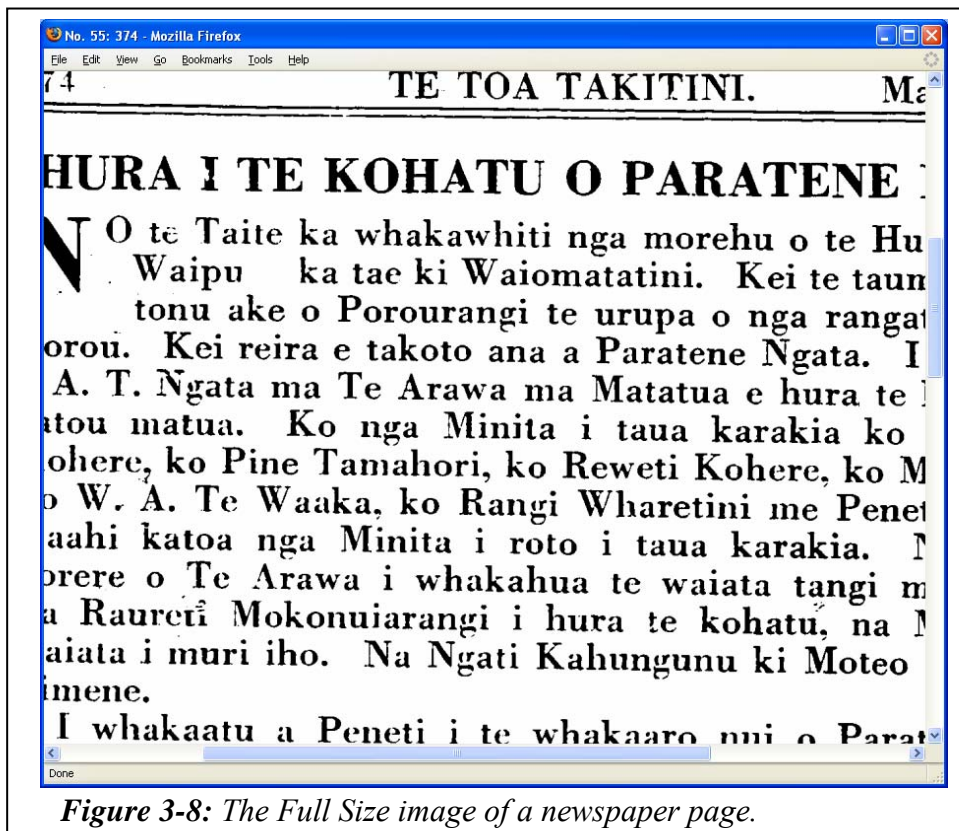 No. 55: 374 - Mozilla Firefox
File Edit View Go Bookmarks Tools Help
74 TE TOA TAKITINI. Ma
HURA I TE KOHATU O PARATENE
NO te Taite ka whakawhiti nga morehu o te Hu
Waipu ka tae ki Waiomatatini. Kei te taum
tonu ake o Porourangi te urupa o nga rangat
orou. Kei reira e takoto ana a Paratene Ngata. I
A. T. Ngata ma Te Arawa ma Matatua e hura te
atou matua. Ko nga Minita i taua karakia ko
ohere, ko Pine Tamahori, ko Reweti Kohere, ko M
o W. A. Te Waaka, ko Rangi Wharetini me Penet
aahi katoa nga Minita i roto i taua karakia. N
orere o Te Arawa i whakahua te waiata tangi m
a Raureti Mokonuiarangi i hura te kohatu, na M
aiata i muri iho. Na Ngati Kahungunu ki Moteo
imene.
I whakaatu a Peneti i te whakaaro nui o Parat
Done
Figure 3-8: The Full Size image of a newspaper page.